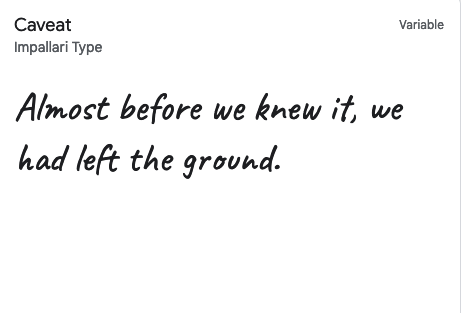 Caveat
Variable
Impallari Type
Almost before we knew it, we
had left the ground.